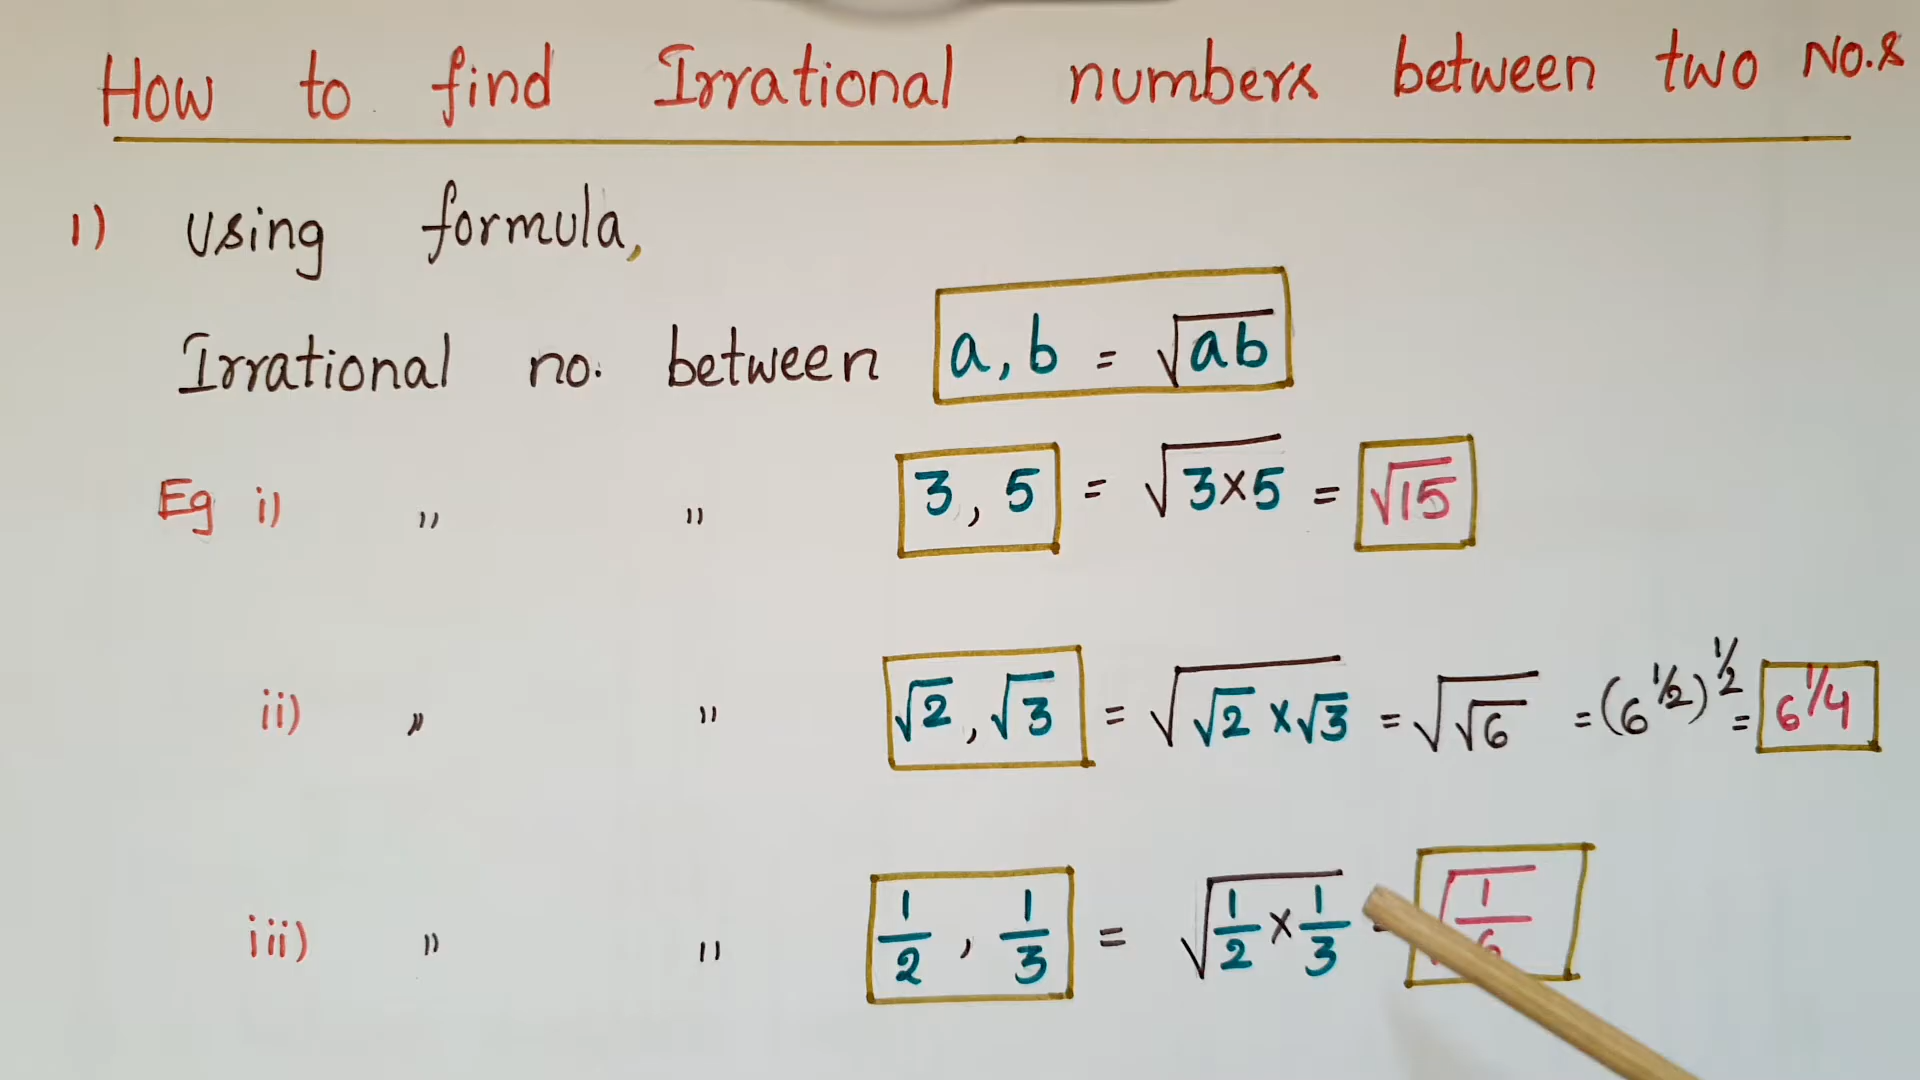 How to find Irrational numbers between two No.s
1) Using formula,
Irrational no. between a, b = √ab
Eg i) " " 3, 5 = √3×5 = √15
ii) " " √2, √3 = √√2 ×√3 = √√6 = (6^1/2)^1/2 = 6^1/4
iii) " " 1/2, 1/3 = √1/2 × 1/3 = √1/6